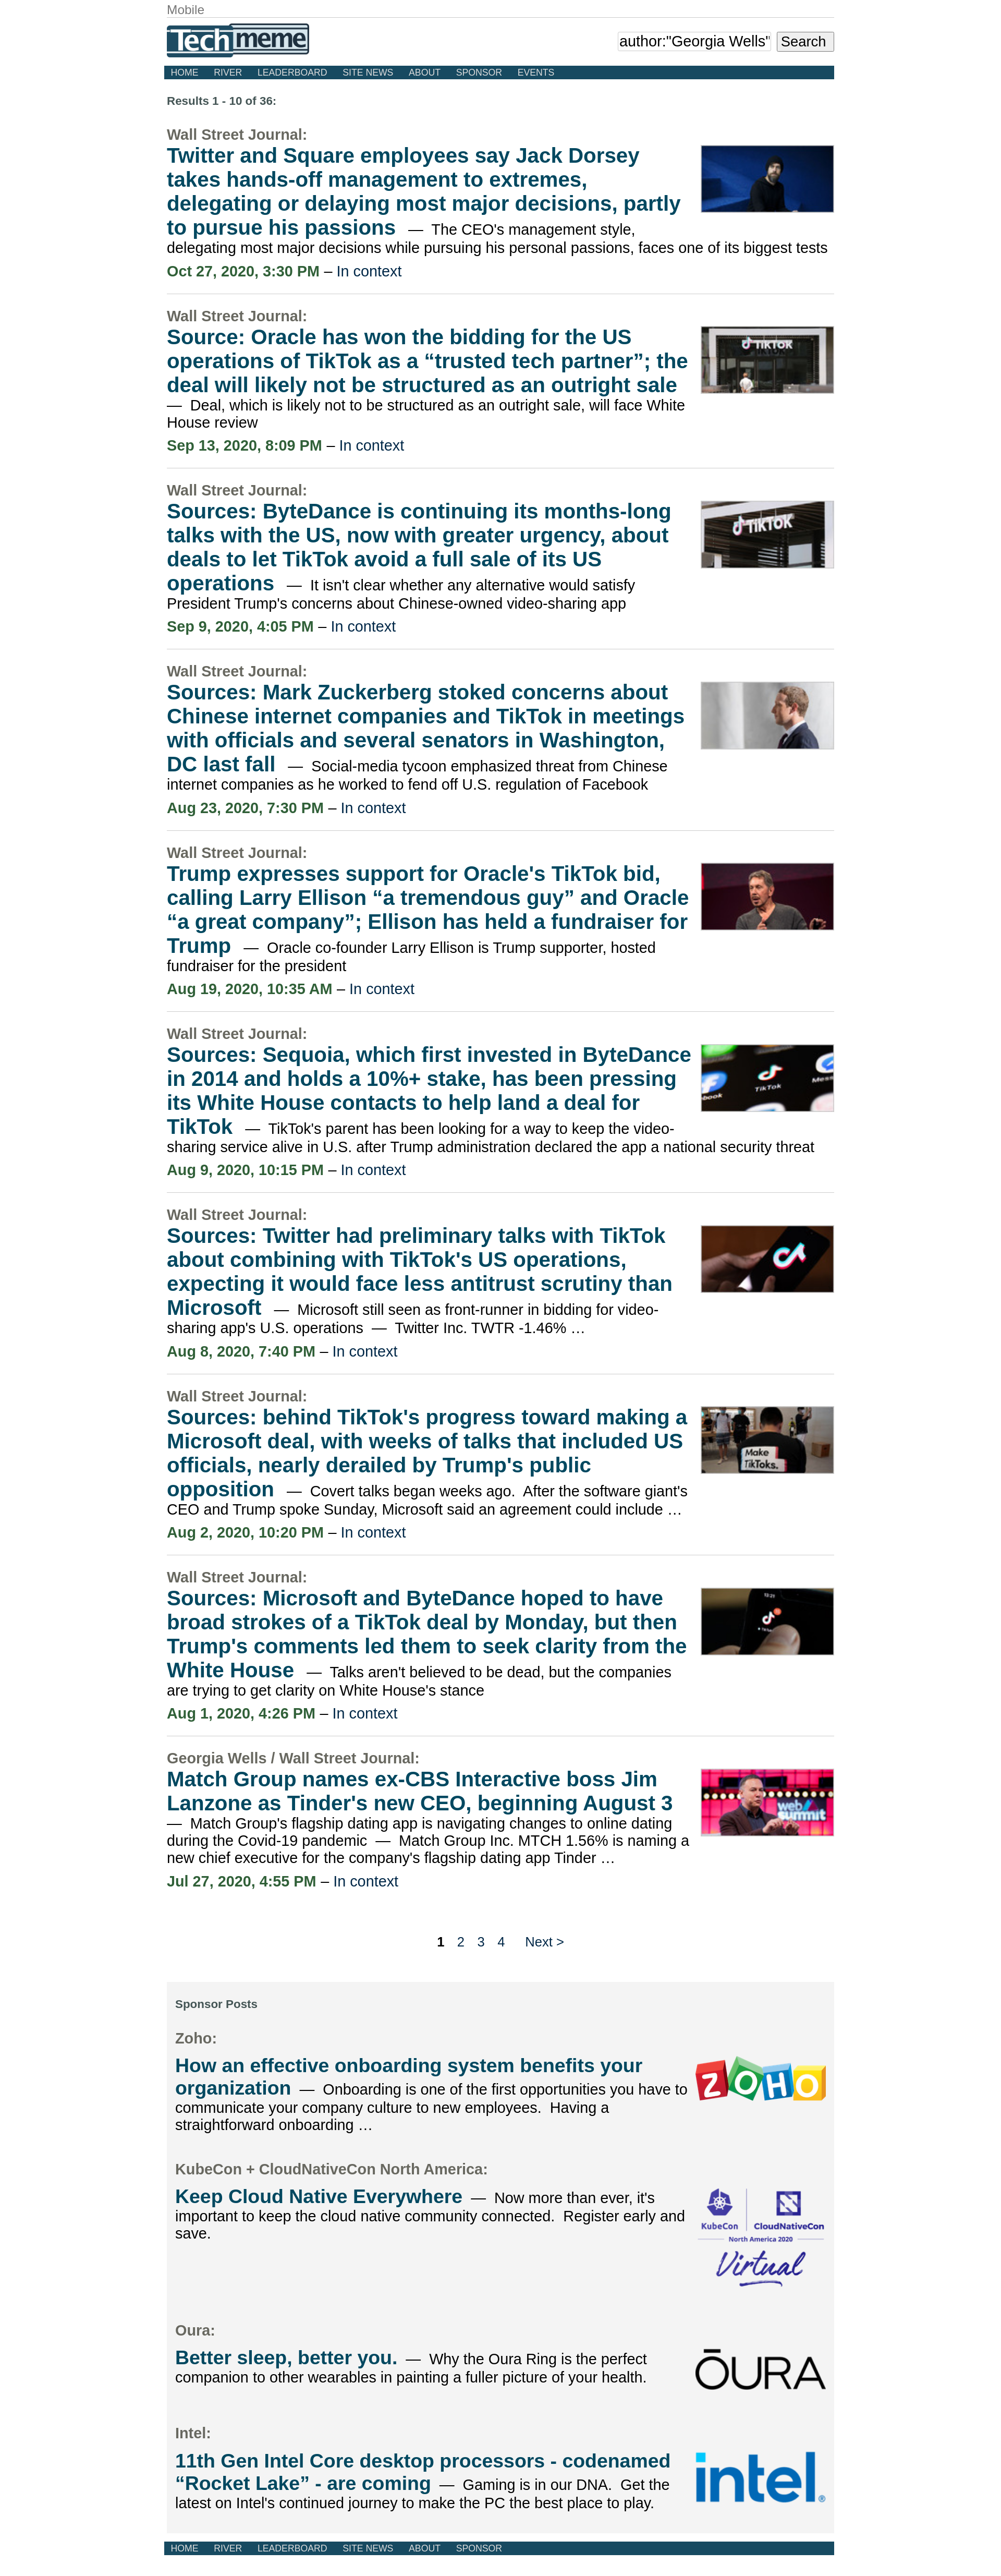 Mobile
Techmeme
author:"Georgia Wells" Search
HOME RIVER LEADERBOARD SITE NEWS ABOUT SPONSOR EVENTS
Results 1 - 10 of 36:
Wall Street Journal:
Twitter and Square employees say Jack Dorsey
takes hands-off management to extremes,
delegating or delaying most major decisions, partly
to pursue his passions — The CEO's management style,
delegating most major decisions while pursuing his personal passions, faces one of its biggest tests
Oct 27, 2020, 3:30 PM – In context
Wall Street Journal:
Source: Oracle has won the bidding for the US
operations of TikTok as a “trusted tech partner”; the
deal will likely not be structured as an outright sale
— Deal, which is likely not to be structured as an outright sale, will face White
House review
TIKTOK
Sep 13, 2020, 8:09 PM – In context
Wall Street Journal:
Sources: ByteDance is continuing its months-long
talks with the US, now with greater urgency, about
deals to let TikTok avoid a full sale of its US
operations — It isn't clear whether any alternative would satisfy
President Trump's concerns about Chinese-owned video-sharing app
TIKTOK
Sep 9, 2020, 4:05 PM – In context
Wall Street Journal:
Sources: Mark Zuckerberg stoked concerns about
Chinese internet companies and TikTok in meetings
with officials and several senators in Washington,
DC last fall — Social-media tycoon emphasized threat from Chinese
internet companies as he worked to fend off U.S. regulation of Facebook
Aug 23, 2020, 7:30 PM – In context
Wall Street Journal:
Trump expresses support for Oracle's TikTok bid,
calling Larry Ellison “a tremendous guy” and Oracle
“a great company”; Ellison has held a fundraiser for
Trump — Oracle co-founder Larry Ellison is Trump supporter, hosted
fundraiser for the president
Aug 19, 2020, 10:35 AM – In context
Wall Street Journal:
Sources: Sequoia, which first invested in ByteDance
in 2014 and holds a 10%+ stake, has been pressing
its White House contacts to help land a deal for
TikTok — TikTok's parent has been looking for a way to keep the video-
sharing service alive in U.S. after Trump administration declared the app a national security threat
book TikTok Mess
Aug 9, 2020, 10:15 PM – In context
Wall Street Journal:
Sources: Twitter had preliminary talks with TikTok
about combining with TikTok's US operations,
expecting it would face less antitrust scrutiny than
Microsoft — Microsoft still seen as front-runner in bidding for video-
sharing app's U.S. operations — Twitter Inc. TWTR -1.46% …
Aug 8, 2020, 7:40 PM – In context
Wall Street Journal:
Sources: behind TikTok's progress toward making a
Microsoft deal, with weeks of talks that included US
officials, nearly derailed by Trump's public
opposition — Covert talks began weeks ago. After the software giant's
CEO and Trump spoke Sunday, Microsoft said an agreement could include …
Make
TikToks.
Aug 2, 2020, 10:20 PM – In context
Wall Street Journal:
Sources: Microsoft and ByteDance hoped to have
broad strokes of a TikTok deal by Monday, but then
Trump's comments led them to seek clarity from the
White House — Talks aren't believed to be dead, but the companies
are trying to get clarity on White House's stance
Aug 1, 2020, 4:26 PM – In context
Georgia Wells / Wall Street Journal:
Match Group names ex-CBS Interactive boss Jim
Lanzone as Tinder's new CEO, beginning August 3
— Match Group's flagship dating app is navigating changes to online dating
during the Covid-19 pandemic — Match Group Inc. MTCH 1.56% is naming a
new chief executive for the company's flagship dating app Tinder …
web
summit
Jul 27, 2020, 4:55 PM – In context
1 2 3 4 Next >
Sponsor Posts
Zoho:
How an effective onboarding system benefits your
organization — Onboarding is one of the first opportunities you have to
communicate your company culture to new employees. Having a
straightforward onboarding …
ZOHO
KubeCon + CloudNativeCon North America:
Keep Cloud Native Everywhere — Now more than ever, it's
important to keep the cloud native community connected. Register early and
save.
KubeCon CloudNativeCon
North America 2020
Virtual
Oura:
Better sleep, better you. — Why the Oura Ring is the perfect
companion to other wearables in painting a fuller picture of your health.
ŌURA
Intel:
11th Gen Intel Core desktop processors - codenamed
“Rocket Lake” - are coming — Gaming is in our DNA. Get the
latest on Intel's continued journey to make the PC the best place to play.
intel®
HOME RIVER LEADERBOARD SITE NEWS ABOUT SPONSOR